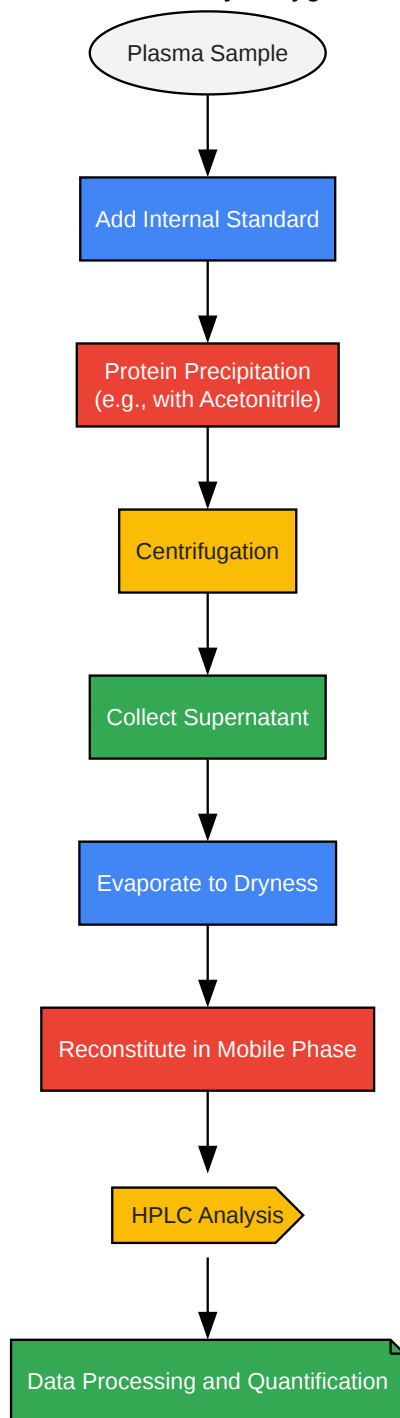 Plasma Sample
Add Internal Standard
Protein Precipitation
(e.g., with Acetonitrile)
Centrifugation
Collect Supernatant
Evaporate to Dryness
Reconstitute in Mobile Phase
HPLC Analysis
Data Processing and Quantification